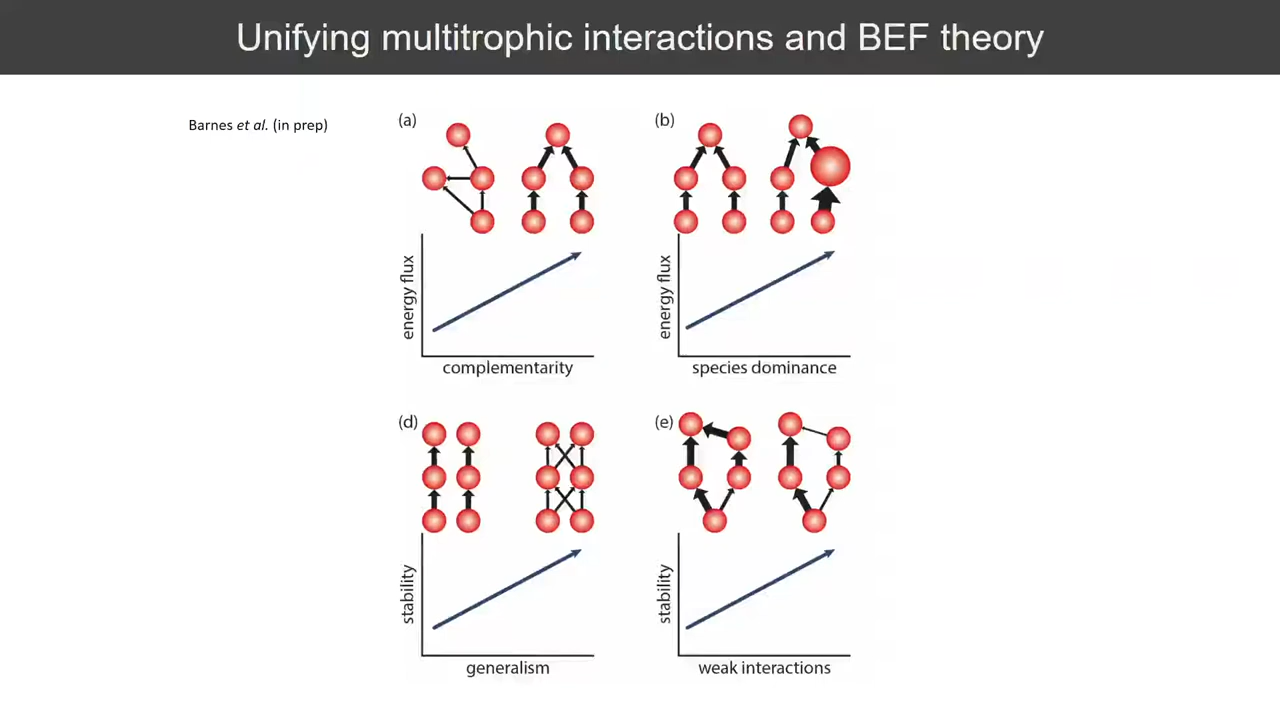 Unifying multitrophic interactions and BEF theory
Barnes et al. (in prep)
(a)
energy flux
complementarity
(b)
energy flux
species dominance
(d)
stability
generalism
(e)
stability
weak interactions